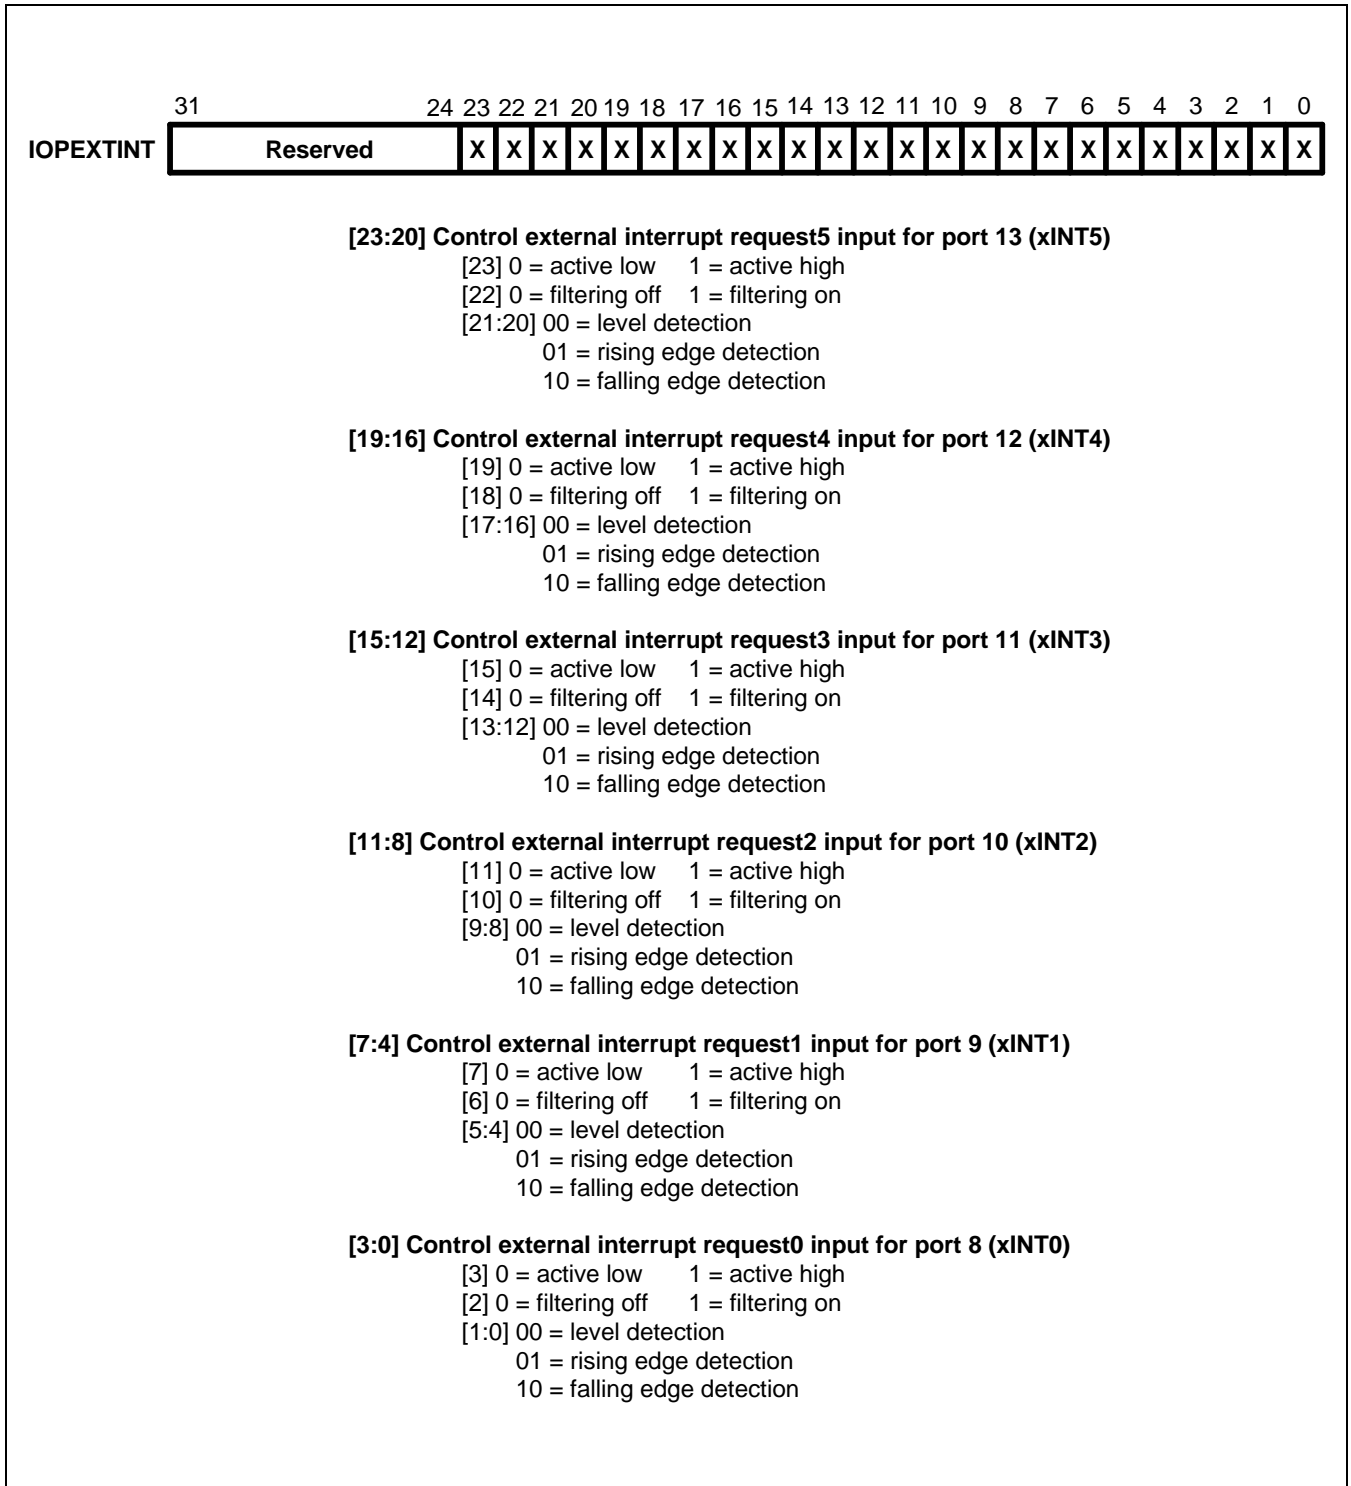 31 24 23 22 21 20 19 18 17 16 15 14 13 12 11 10 9 8 7 6 5 4 3 2 1 0
IOPEXTINT Reserved X X X X X X X X X X X X X X X X X X X X X X X X
[23:20] Control external interrupt request5 input for port 13 (xINT5)
[23] 0 = active low 1 = active high
[22] 0 = filtering off 1 = filtering on
[21:20] 00 = level detection
01 = rising edge detection
10 = falling edge detection
[19:16] Control external interrupt request4 input for port 12 (xINT4)
[19] 0 = active low 1 = active high
[18] 0 = filtering off 1 = filtering on
[17:16] 00 = level detection
01 = rising edge detection
10 = falling edge detection
[15:12] Control external interrupt request3 input for port 11 (xINT3)
[15] 0 = active low 1 = active high
[14] 0 = filtering off 1 = filtering on
[13:12] 00 = level detection
01 = rising edge detection
10 = falling edge detection
[11:8] Control external interrupt request2 input for port 10 (xINT2)
[11] 0 = active low 1 = active high
[10] 0 = filtering off 1 = filtering on
[9:8] 00 = level detection
01 = rising edge detection
10 = falling edge detection
[7:4] Control external interrupt request1 input for port 9 (xINT1)
[7] 0 = active low 1 = active high
[6] 0 = filtering off 1 = filtering on
[5:4] 00 = level detection
01 = rising edge detection
10 = falling edge detection
[3:0] Control external interrupt request0 input for port 8 (xINT0)
[3] 0 = active low 1 = active high
[2] 0 = filtering off 1 = filtering on
[1:0] 00 = level detection
01 = rising edge detection
10 = falling edge detection